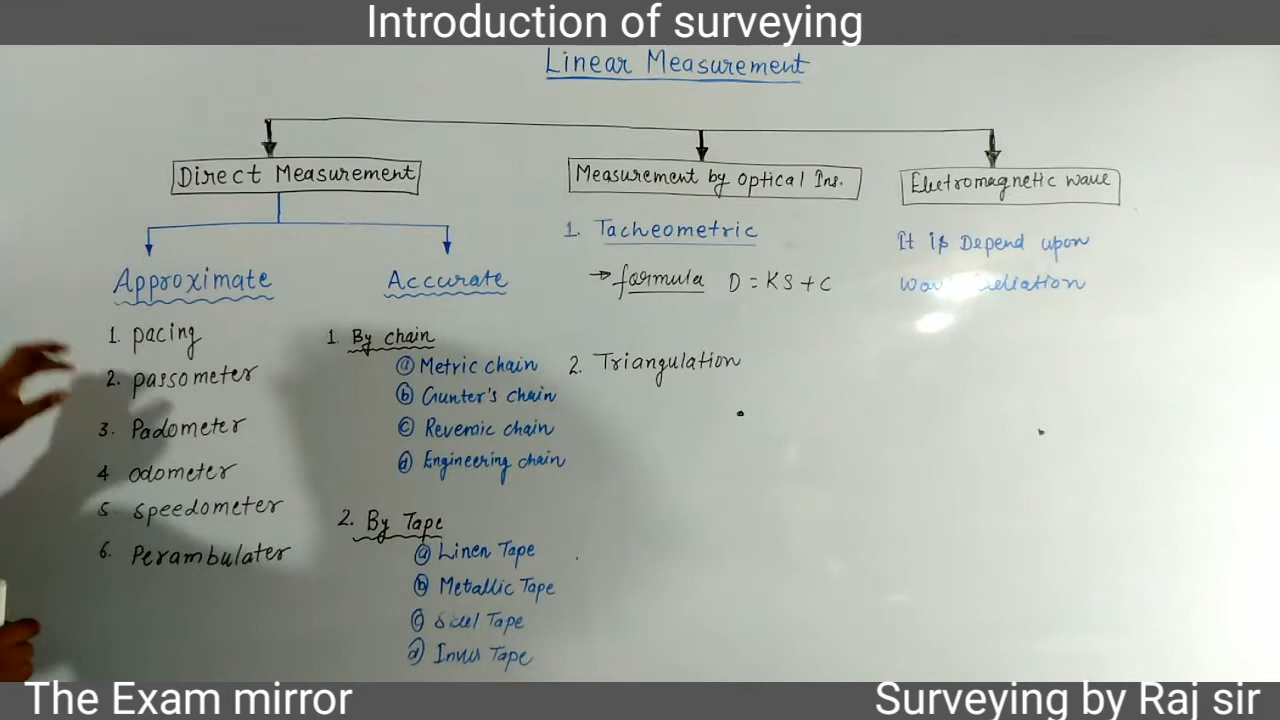 Introduction of surveying
Linear Measurement
Direct Measurement
Measurement by Optical Ins.
Eletromagnetic wave
Approximate
Accurate
1. pacing
2. passometer
3. Padometer
4 odometer
5. Speedometer
6. Perambulater
1. By chain
ⓐ Metric chain
ⓑ Gunter's chain
ⓒ Revenic chain
ⓓ Engineering chain
2. By Tape
ⓐ Linen Tape
ⓑ Metallic Tape
ⓒ Steel Tape
ⓓ Tape
1. Tacheometric
→ formula D = KS + C
2. Triangulation
It is Depend upon
The Exam mirror
Surveying by Raj sir